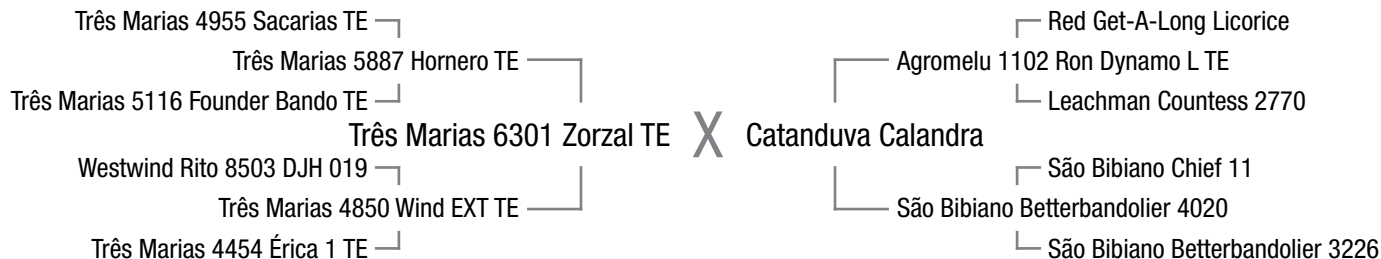 Três Marias 4955 Sacarias TE
Red Get-A-Long Licorice
Três Marias 5887 Hornero TE
Agromelu 1102 Ron Dynamo L TE
Três Marias 5116 Founder Bando TE
Leachman Countess 2770
Três Marias 6301 Zorzal TE X Catanduva Calandra
Westwind Rito 8503 DJH 019
São Bibiano Chief 11
Três Marias 4850 Wind EXT TE
São Bibiano Betterbandolier 4020
Três Marias 4454 Érica 1 TE
São Bibiano Betterbandolier 3226